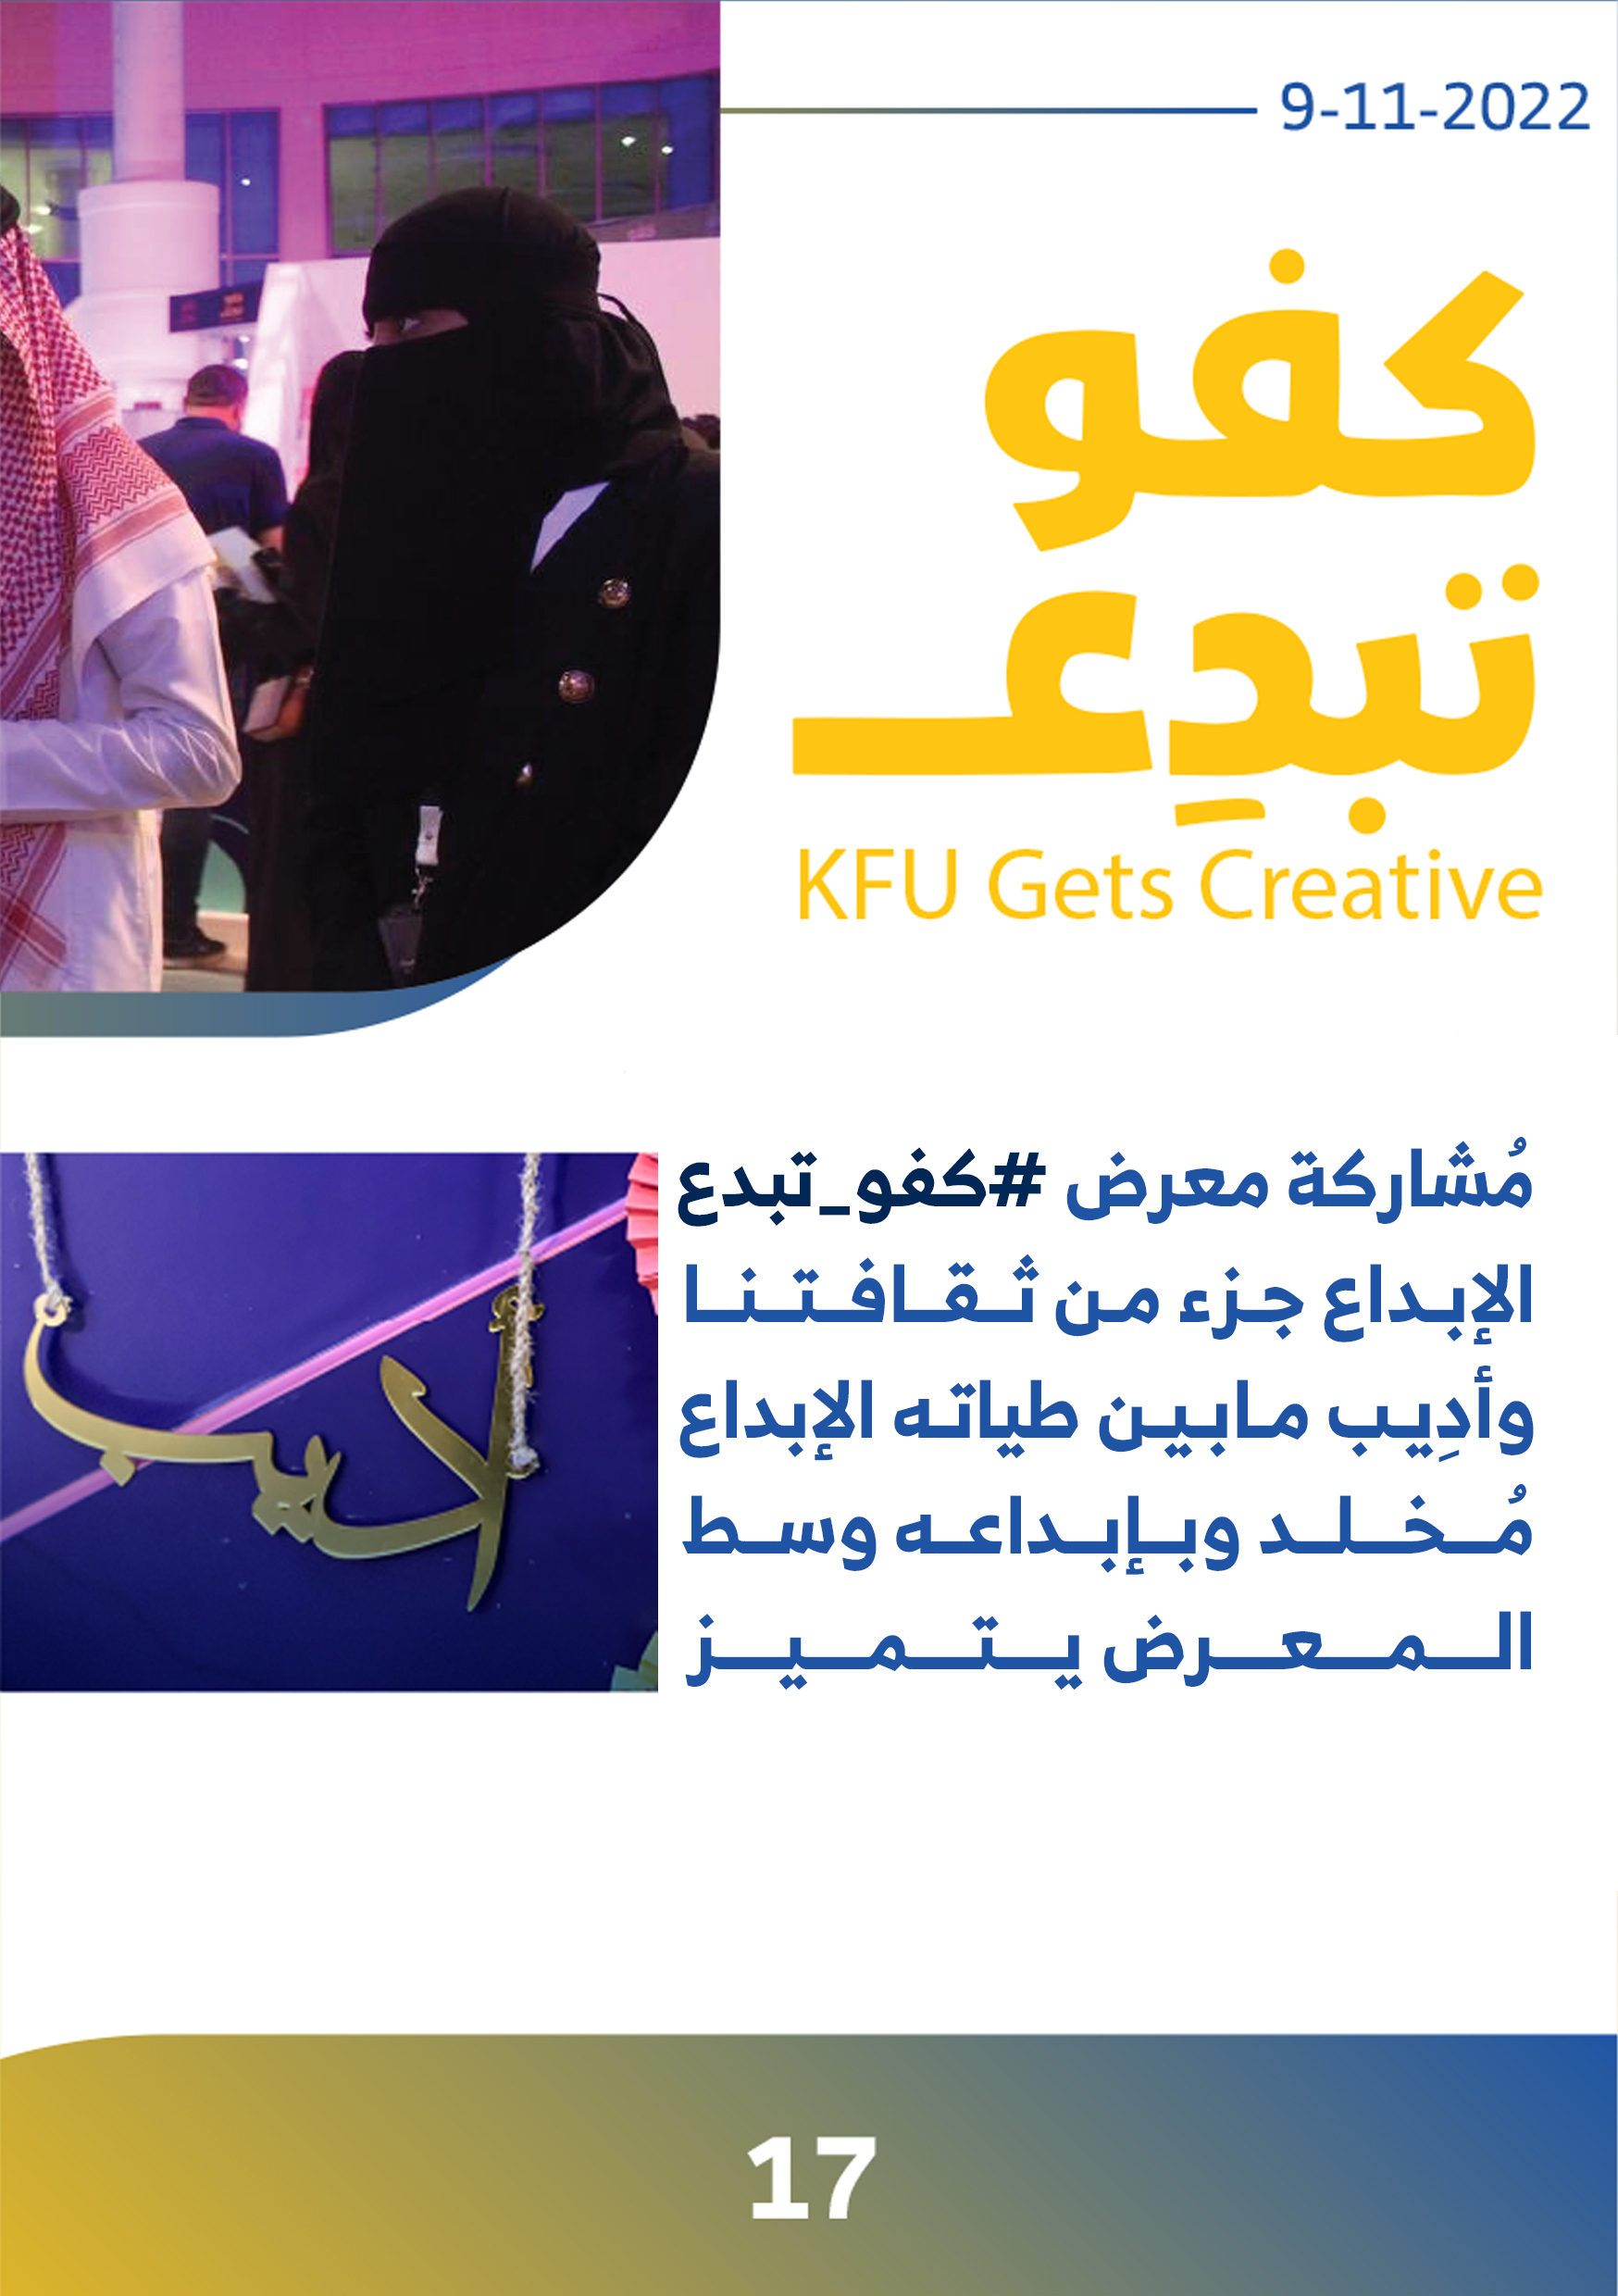 9-11-2022
كفو
تبدِع
KFU Gets Creative
مُشاركة معرض #كفو_تبدع
الإبداع جزء من ثقافتنا
وأدِيب مابين طياته الإبداع
مُخلد وبإبداعه وسط
المعرض يتميز
أديب
17